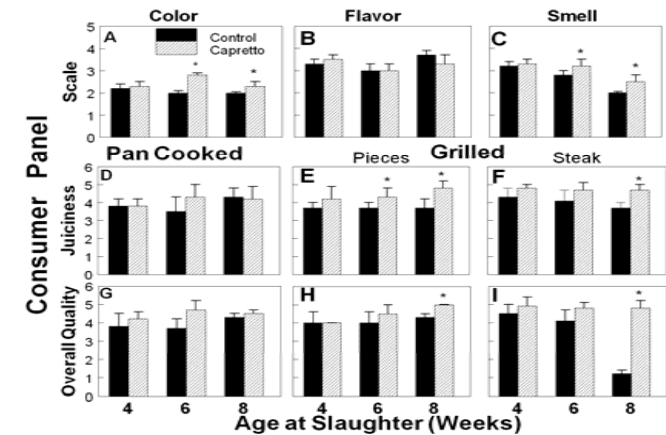 Color Flavor Smell
5 A Control B C
4 Capretto
3 * *
2 *
1
0
Scale
Consumer Panel
Pan Cooked Grilled
Pieces Steak
6 D E F
5 * * *
4
3
2
1
0
Juiciness
6 G H I
5 * *
4
3
2
1
0
Overall Quality
4 6 8 4 6 8 4 6 8
Age at Slaughter (Weeks)